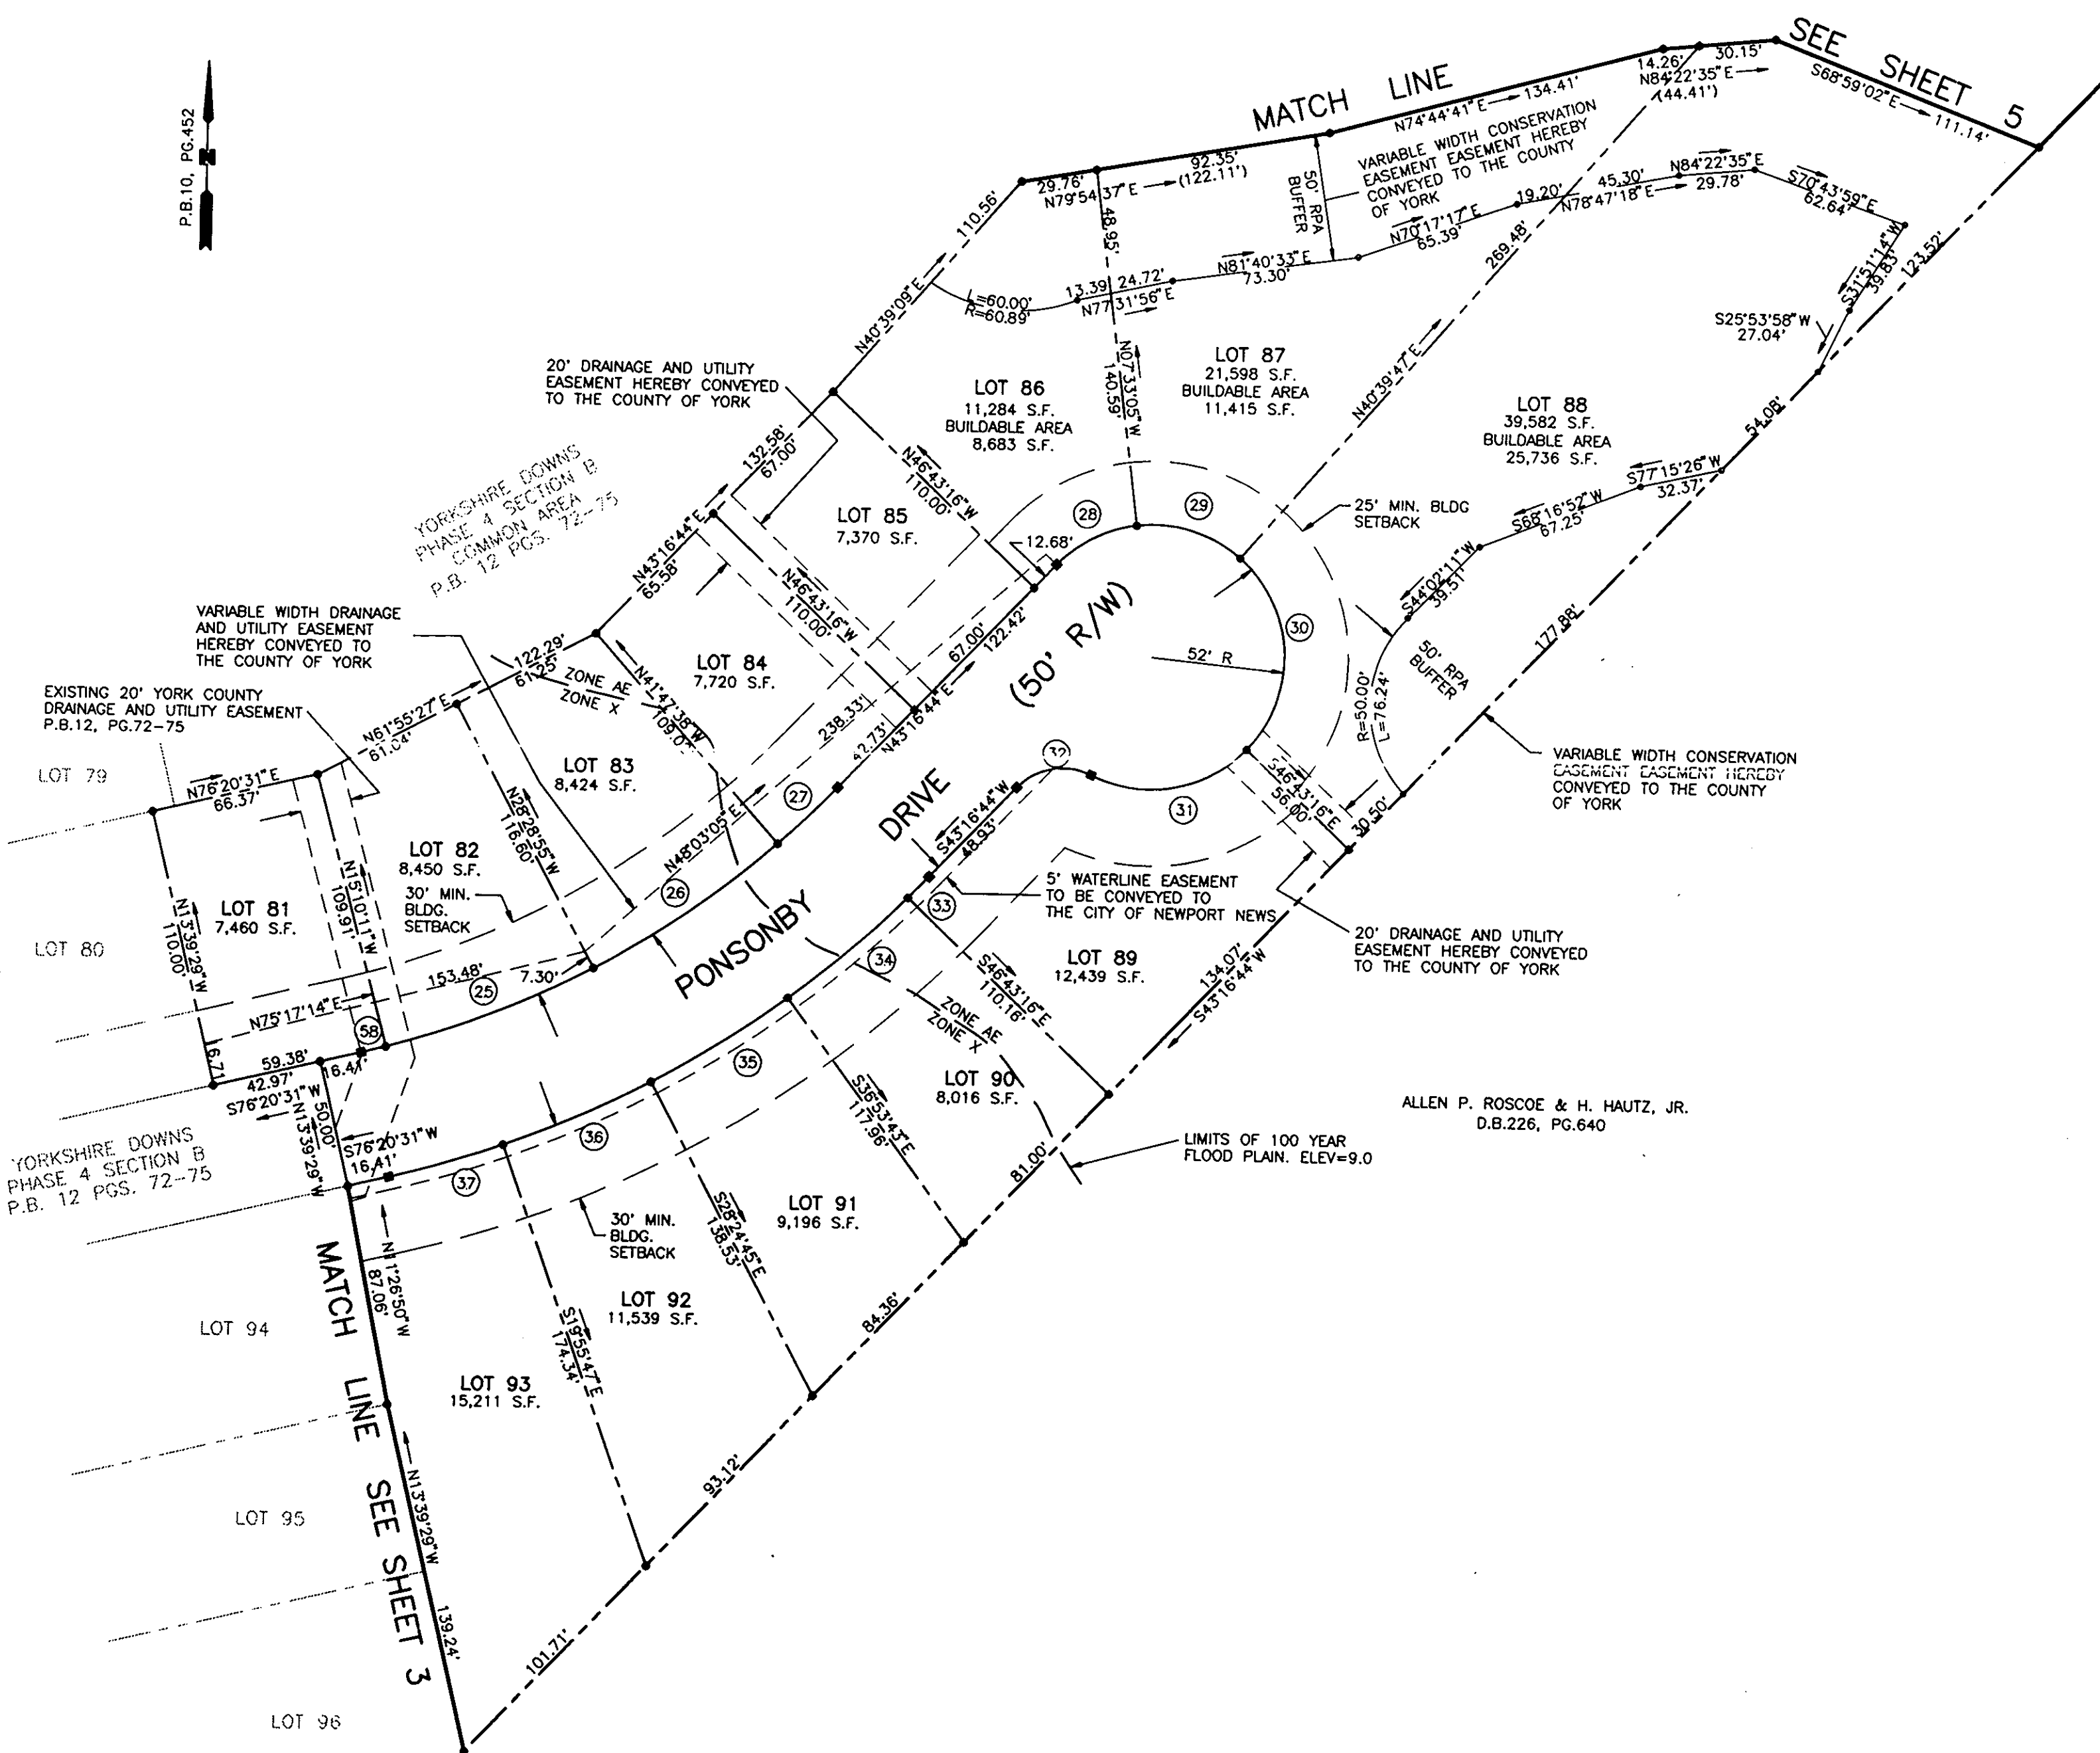 P.B.10, PG.452
N
MATCH LINE
SEE SHEET 5
14.26'
30.15'
N84°22'35"E
(44.41')
S68°59'02"E
111.14'
N74°44'41"E
134.41'
VARIABLE WIDTH CONSERVATION
EASEMENT EASEMENT HEREBY
CONVEYED TO THE COUNTY
OF YORK
50' RPA
BUFFER
29.76'
92.35'
N79°54'37"E
(122.11')
110.56'
N40°39'09"E
48.95'
N07°33'05"W
140.59'
L=60.00'
R=60.89'
13.39'
24.72'
N77°31'56"E
N81°40'33"E
73.30'
N70°17'17"E
65.39'
19.20'
45.30'
N78°47'18"E
N84°22'35"E
29.78'
S70°43'59"E
62.64'
S31°51'14"W
39.83'
123.52'
S25°53'58"W
27.04'
269.48'
N40°39'47"E
54.08'
S77°15'26"W
32.37'
S68°16'52"W
67.25'
S44°02'11"W
39.51'
177.88'
50' RPA
BUFFER
R=50.00'
L=76.24'
20' DRAINAGE AND UTILITY
EASEMENT HEREBY CONVEYED
TO THE COUNTY OF YORK
LOT 86
11,284 S.F.
BUILDABLE AREA
8,683 S.F.
LOT 87
21,598 S.F.
BUILDABLE AREA
11,415 S.F.
LOT 88
39,582 S.F.
BUILDABLE AREA
25,736 S.F.
25' MIN. BLDG
SETBACK
132.58'
67.00'
N46°43'16"W
110.00'
LOT 85
7,370 S.F.
12.68'
28
29
30
31
32
52' R
(50' R/W)
YORKSHIRE DOWNS
PHASE 4 SECTION B
COMMON AREA
P.B. 12 PGS. 72-75
N43°16'44"E
65.58'
N46°43'16"W
110.00'
67.00'
122.42'
N43°16'44"E
42.73'
238.33'
N48°03'05"E
VARIABLE WIDTH DRAINAGE
AND UTILITY EASEMENT
HEREBY CONVEYED TO
THE COUNTY OF YORK
EXISTING 20' YORK COUNTY
DRAINAGE AND UTILITY EASEMENT
P.B.12, PG.72-75
122.29'
61.25'
ZONE AE
ZONE X
LOT 84
7,720 S.F.
N41°47'38"W
N61°55'27"E
61.04'
LOT 83
8,424 S.F.
27
N28°28'55"W
116.60'
LOT 79
N76°20'31"E
66.37'
LOT 82
8,450 S.F.
30' MIN.
BLDG.
SETBACK
26
N15°10'11"W
109.91'
LOT 81
7,460 S.F.
N13°39'29"W
110.00'
LOT 80
153.48'
7.30'
25
N75°17'14"E
58
6.71
59.38'
42.97'
16.41'
S76°20'31"W
PONSONBY
DRIVE
S43°16'44"W
48.93'
S46°43'16"E
56.00'
30.50'
VARIABLE WIDTH CONSERVATION
EASEMENT EASEMENT HEREBY
CONVEYED TO THE COUNTY
OF YORK
5' WATERLINE EASEMENT
TO BE CONVEYED TO
THE CITY OF NEWPORT NEWS
20' DRAINAGE AND UTILITY
EASEMENT HEREBY CONVEYED
TO THE COUNTY OF YORK
33
34
35
36
37
LOT 89
12,439 S.F.
134.07'
S43°16'44"W
S46°43'16"E
110.16'
ZONE AE
ZONE X
LOT 90
8,016 S.F.
S36°53'43"E
117.96'
81.00'
LIMITS OF 100 YEAR
FLOOD PLAIN. ELEV=9.0
ALLEN P. ROSCOE & H. HAUTZ, JR.
D.B.226, PG.640
YORKSHIRE DOWNS
PHASE 4 SECTION B
P.B. 12 PGS. 72-75
50.00'
N13°39'29"W
S76°20'31"W
16.41'
LOT 91
9,196 S.F.
30' MIN.
BLDG.
SETBACK
S28°24'45"E
138.53'
84.36'
LOT 92
11,539 S.F.
S19°55'47"E
174.34'
93.12'
LOT 93
15,211 S.F.
N11°26'50"W
87.06'
MATCH LINE SEE SHEET 3
LOT 94
LOT 95
N13°39'29"W
139.24'
101.71'
LOT 96